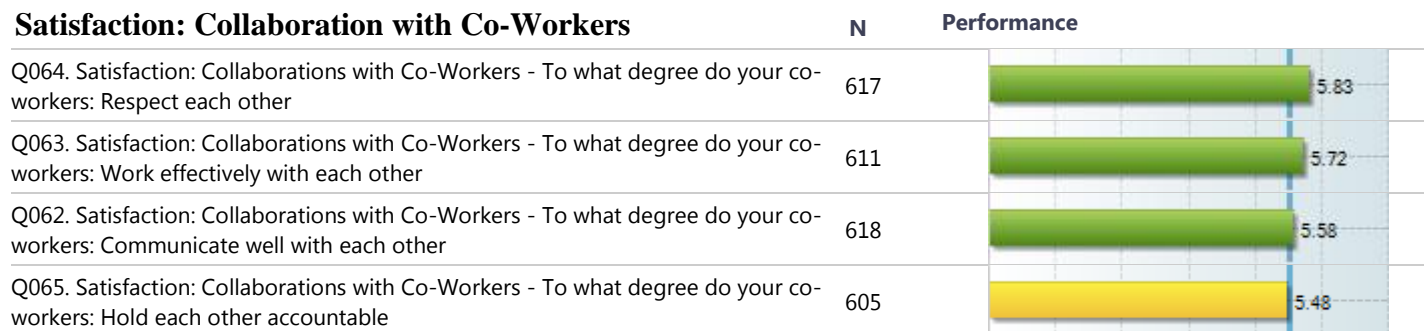 Satisfaction: Collaboration with Co-Workers N Performance
Q064. Satisfaction: Collaborations with Co-Workers - To what degree do your co-
workers: Respect each other
617
5.83
Q063. Satisfaction: Collaborations with Co-Workers - To what degree do your co-
workers: Work effectively with each other
611
5.72
Q062. Satisfaction: Collaborations with Co-Workers - To what degree do your co-
workers: Communicate well with each other
618
5.58
Q065. Satisfaction: Collaborations with Co-Workers - To what degree do your co-
workers: Hold each other accountable
605
5.48